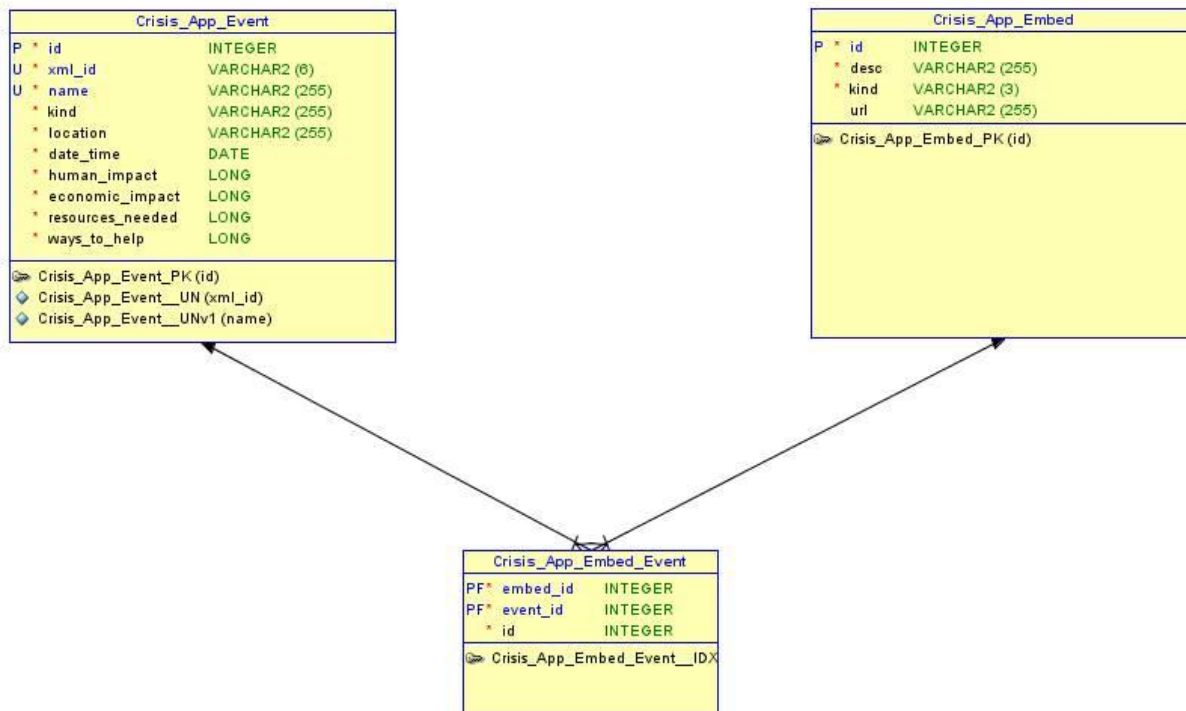 Crisis_App_Event
P * id INTEGER
U * xml_id VARCHAR2 (6)
U * name VARCHAR2 (255)
* kind VARCHAR2 (255)
* location VARCHAR2 (255)
* date_time DATE
* human_impact LONG
* economic_impact LONG
* resources_needed LONG
* ways_to_help LONG
Crisis_App_Event_PK (id)
Crisis_App_Event__UN (xml_id)
Crisis_App_Event__UNv1 (name)
Crisis_App_Embed
P * id INTEGER
* desc VARCHAR2 (255)
* kind VARCHAR2 (3)
url VARCHAR2 (255)
Crisis_App_Embed_PK (id)
Crisis_App_Embed_Event
PF* embed_id INTEGER
PF* event_id INTEGER
* id INTEGER
Crisis_App_Embed_Event__IDX